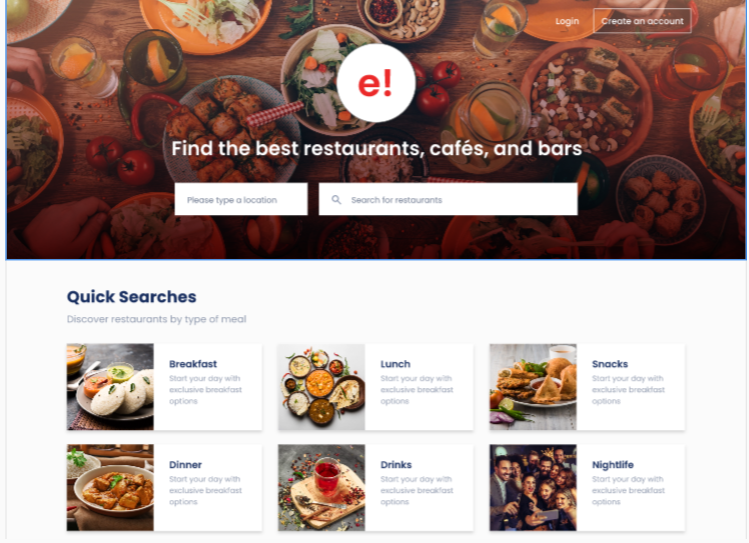 Login
Create an account
e!
Find the best restaurants, cafés, and bars
Please type a location
Search for restaurants
Quick Searches
Discover restaurants by type of meal
Breakfast
Start your day with
exclusive breakfast
options
Lunch
Start your day with
exclusive breakfast
options
Snacks
Start your day with
exclusive breakfast
options
Dinner
Start your day with
exclusive breakfast
options
Drinks
Start your day with
exclusive breakfast
options
Nightlife
Start your day with
exclusive breakfast
options